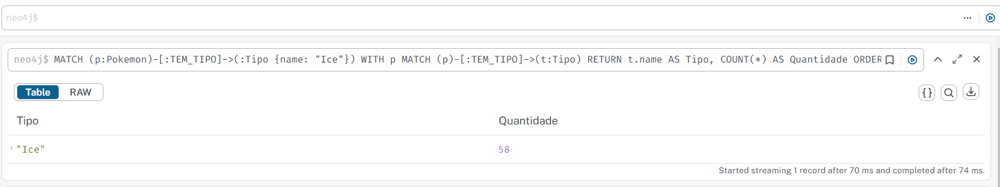 neo4j$
neo4j$ MATCH (p:Pokemon)-[:TEM_TIPO]->(:Tipo {name: "Ice"}) WITH p MATCH (p)-[:TEM_TIPO]->(t:Tipo) RETURN t.name AS Tipo, COUNT(*) AS Quantidade ORDER
Table RAW
Tipo Quantidade
1 "Ice" 58
Started streaming 1 record after 70 ms and completed after 74 ms.